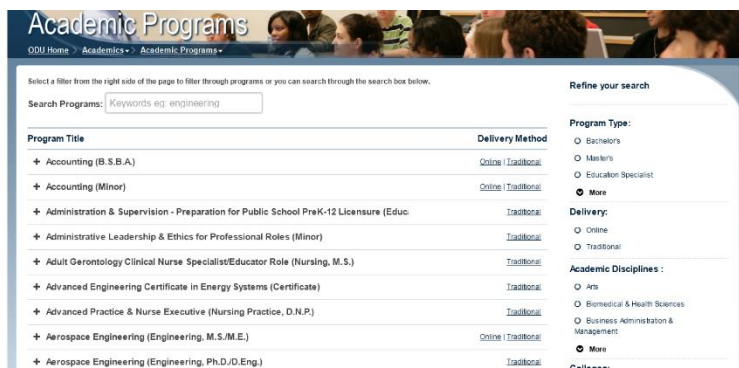 Academic Programs
ODU Home > Academics > Academic Programs
Select a filter from the right side of the page to filter through programs or you can search through the search box below.
Search Programs: Keywords eg: engineering
Program Title Delivery Method
+ Accounting (B.S.B.A.) Online | Traditional
+ Accounting (Minor) Online | Traditional
+ Administration & Supervision - Preparation for Public School PreK-12 Licensure (Educ Traditional
+ Administrative Leadership & Ethics for Professional Roles (Minor) Traditional
+ Adult Gerontology Clinical Nurse Specialist/Educator Role (Nursing, M.S.) Traditional
+ Advanced Engineering Certificate in Energy Systems (Certificate) Traditional
+ Advanced Practice & Nurse Executive (Nursing Practice, D.N.P.) Traditional
+ Aerospace Engineering (Engineering, M.S./M.E.) Online | Traditional
+ Aerospace Engineering (Engineering, Ph.D./D.Eng.) Traditional
Refine your search
Program Type:
Bachelor's
Master's
Education Specialist
More
Delivery:
Online
Traditional
Academic Disciplines :
Arts
Biomedical & Health Sciences
Business Administration &
Management
More